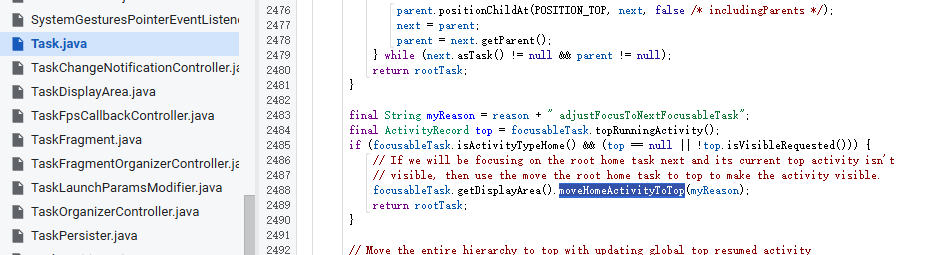 SystemGesturesPointerEventListene
Task.java
TaskChangeNotificationController.ja
TaskDisplayArea.java
TaskFpsCallbackController.java
TaskFragment.java
TaskFragmentOrganizerController.ja
TaskLaunchParamsModifier.java
TaskOrganizerController.java
TaskPersister.java
2476 parent.positionChildAt(POSITION_TOP, next, false /* includingParents */);
2477 next = parent;
2478 parent = next.getParent();
2479 } while (next.asTask() != null && parent != null);
2480 return rootTask;
2481 }
2482
2483 final String myReason = reason + " adjustFocusToNextFocusableTask";
2484 final ActivityRecord top = focusableTask.topRunningActivity();
2485 if (focusableTask.isActivityTypeHome() && (top == null || !top.isVisibleRequested())) {
2486 // If we will be focusing on the root home task next and its current top activity isn't
2487 // visible, then use the move the root home task to top to make the activity visible.
2488 focusableTask.getDisplayArea().moveHomeActivityToTop(myReason);
2489 return rootTask;
2490 }
2491
2492 // Move the entire hierarchy to top with updating global top resumed activity